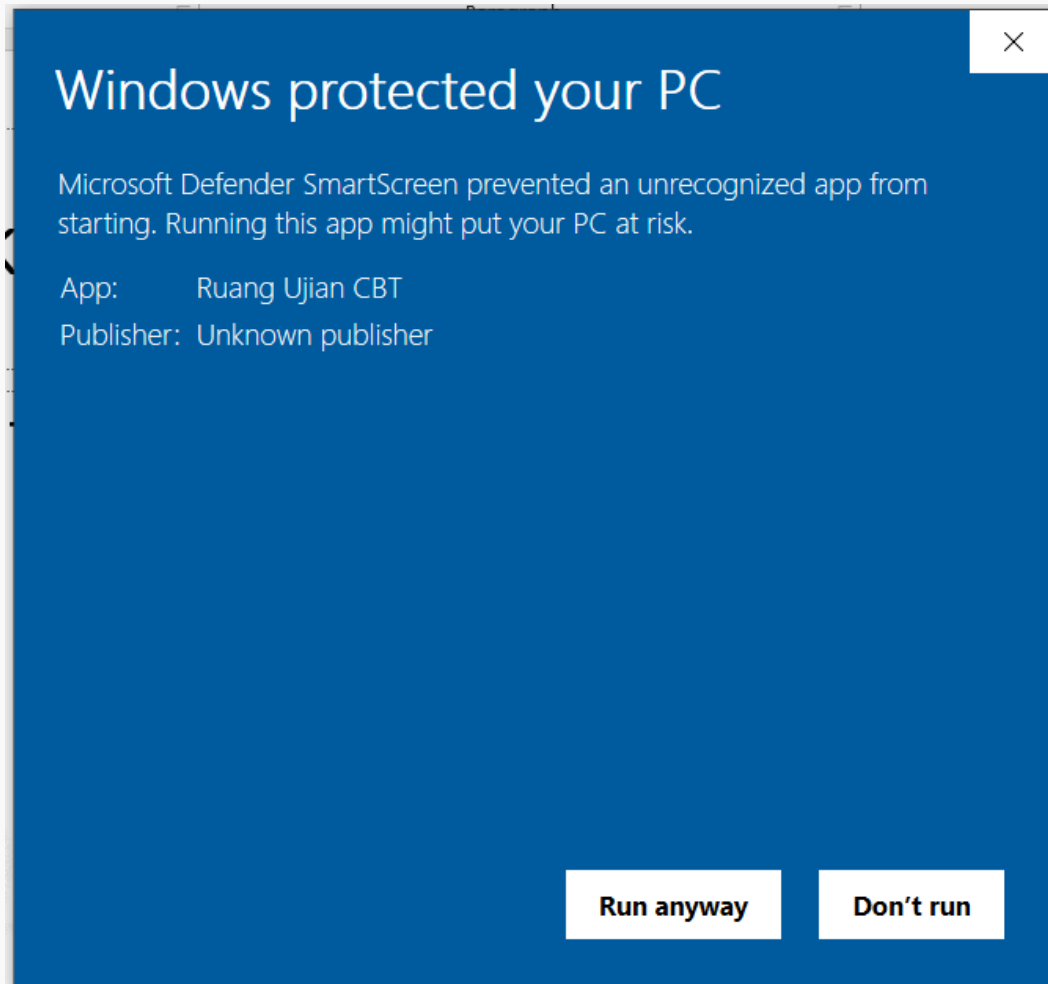 Windows protected your PC
Microsoft Defender SmartScreen prevented an unrecognized app from
starting. Running this app might put your PC at risk.
App: Ruang Ujian CBT
Publisher: Unknown publisher
Run anyway Don’t run